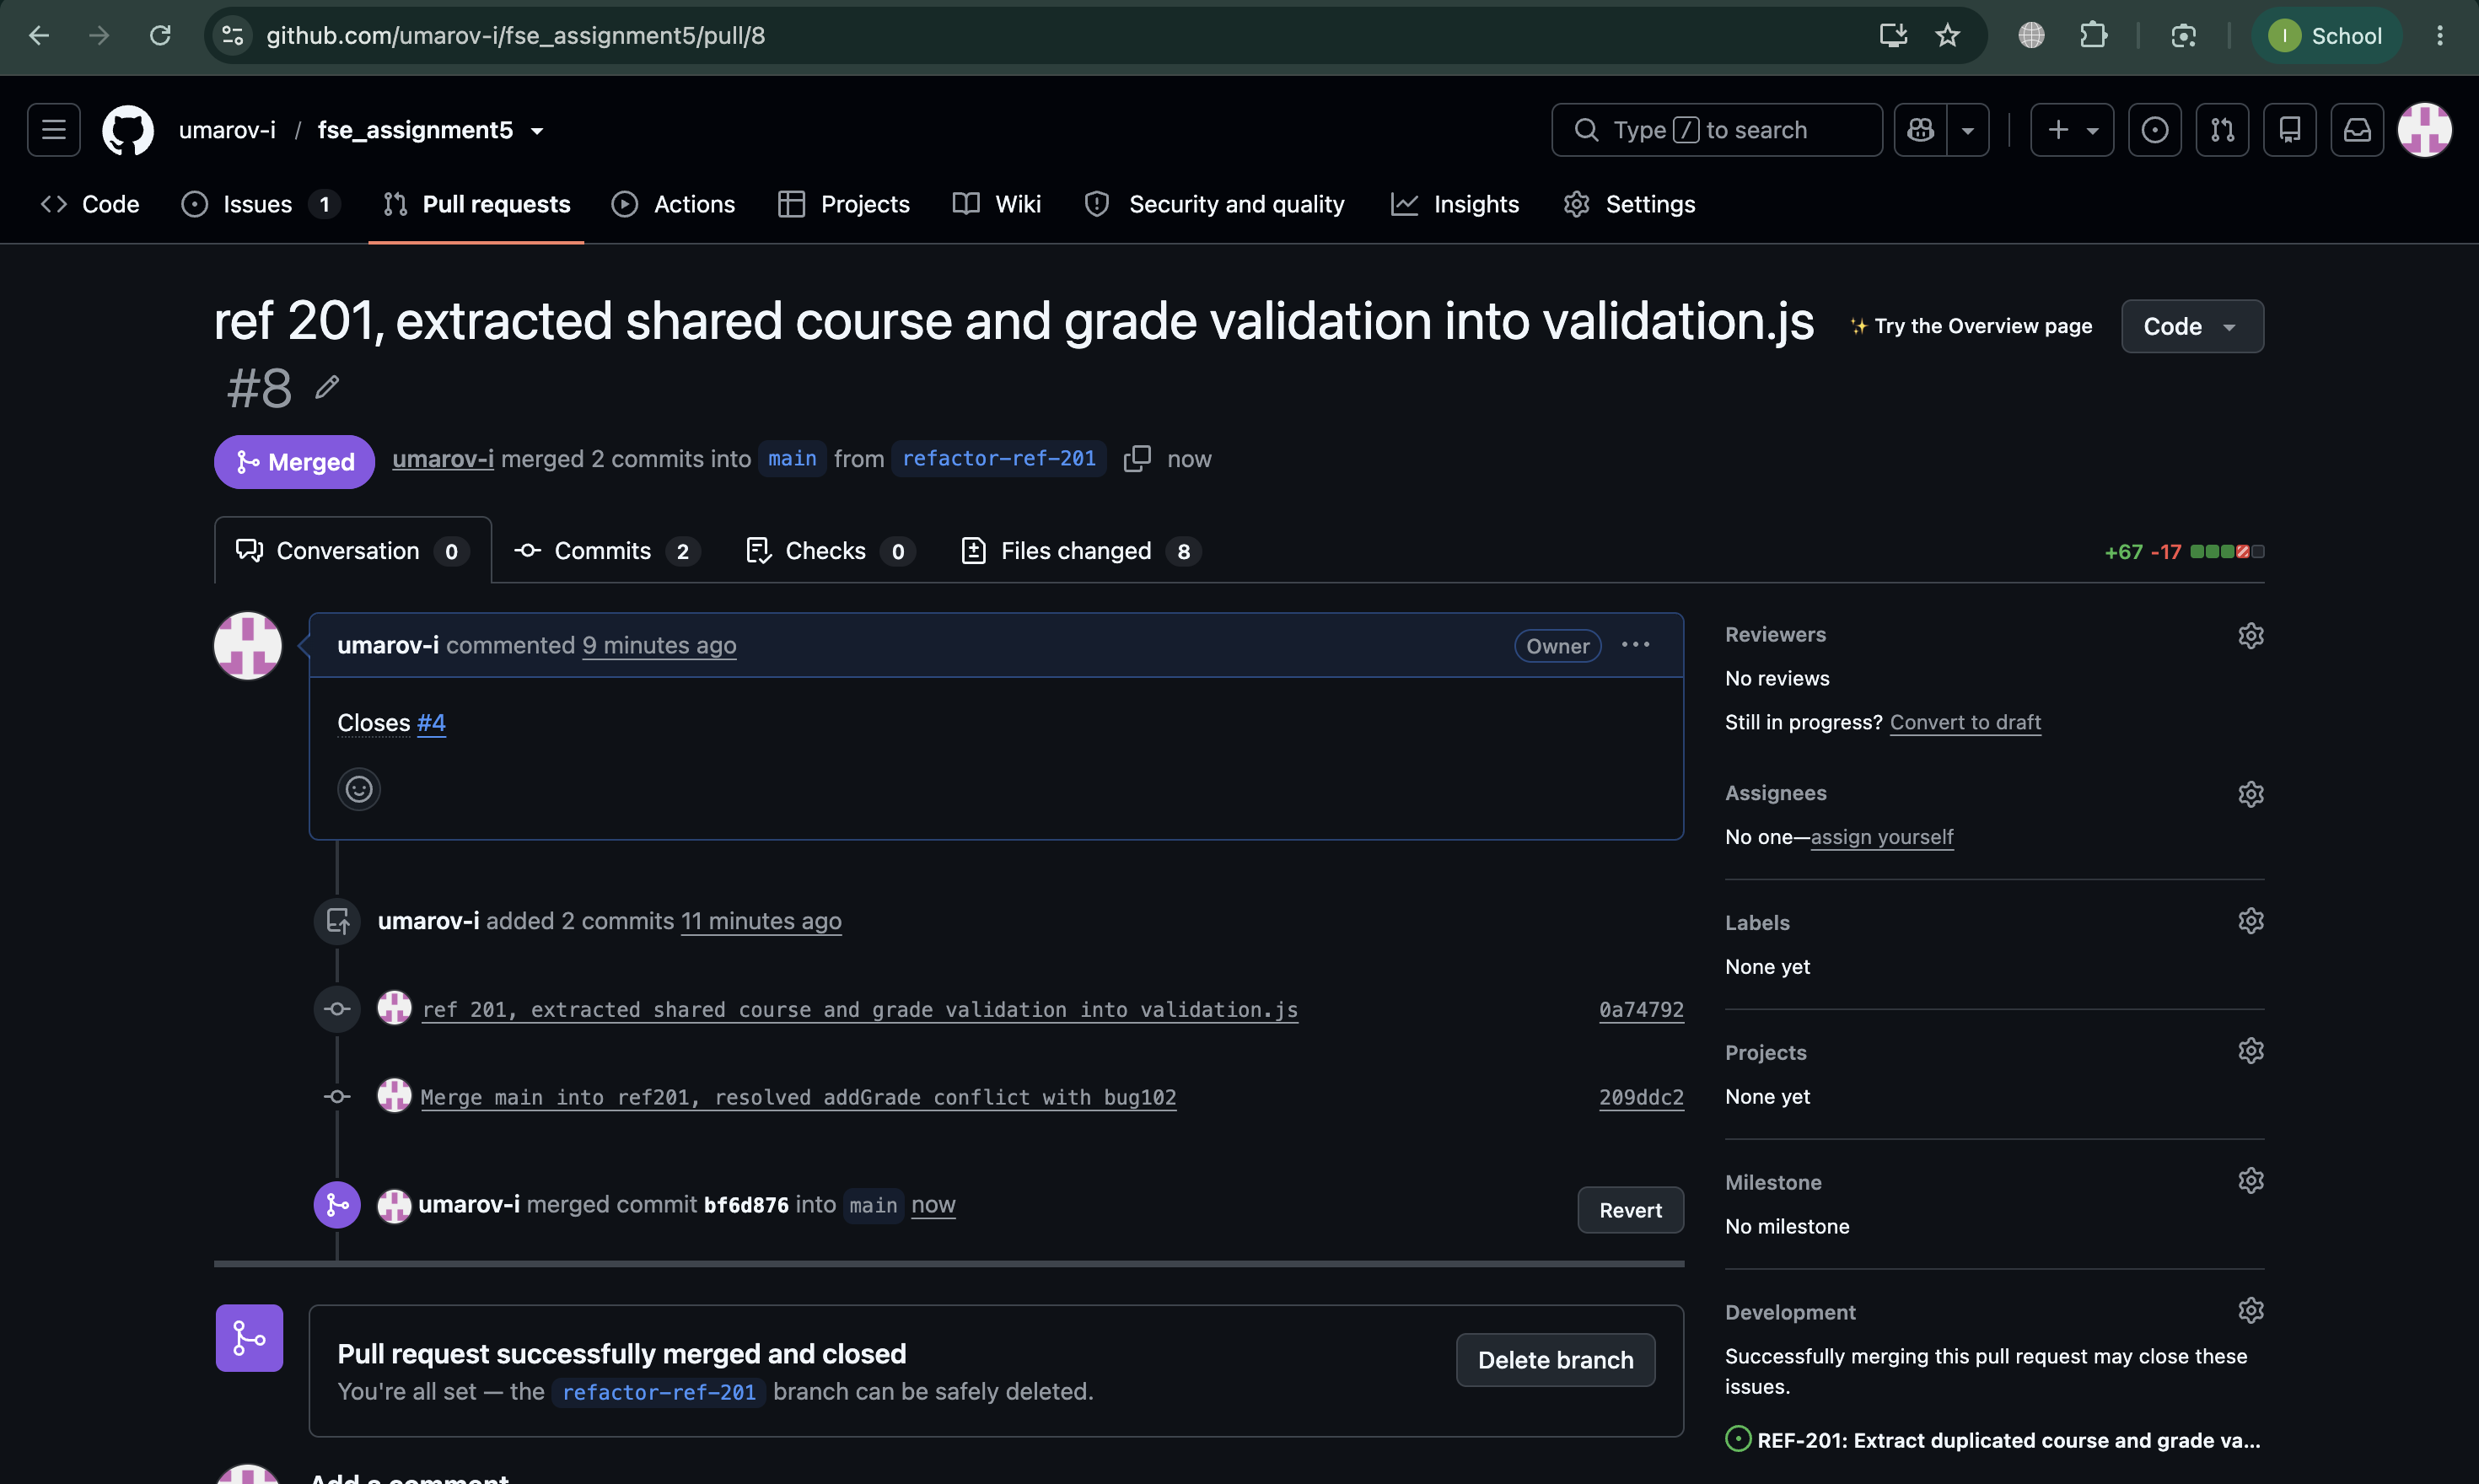 github.com/umarov-i/fse_assignment5/pull/8
I School
umarov-i / fse_assignment5
Type / to search
Code Issues 1 Pull requests Actions Projects Wiki Security and quality Insights Settings
ref 201, extracted shared course and grade validation into validation.js
#8
Try the Overview page
Code
Merged umarov-i merged 2 commits into main from refactor-ref-201 now
Conversation 0 Commits 2 Checks 0 Files changed 8
+67 -17
umarov-i commented 9 minutes ago
Owner
Closes #4
umarov-i added 2 commits 11 minutes ago
ref 201, extracted shared course and grade validation into validation.js 0a74792
Merge main into ref201, resolved addGrade conflict with bug102 209ddc2
umarov-i merged commit bf6d876 into main now
Revert
Pull request successfully merged and closed
You're all set — the refactor-ref-201 branch can be safely deleted.
Delete branch
Add a comment
Reviewers
No reviews
Still in progress? Convert to draft
Assignees
No one—assign yourself
Labels
None yet
Projects
None yet
Milestone
No milestone
Development
Successfully merging this pull request may close these
issues.
REF-201: Extract duplicated course and grade va...